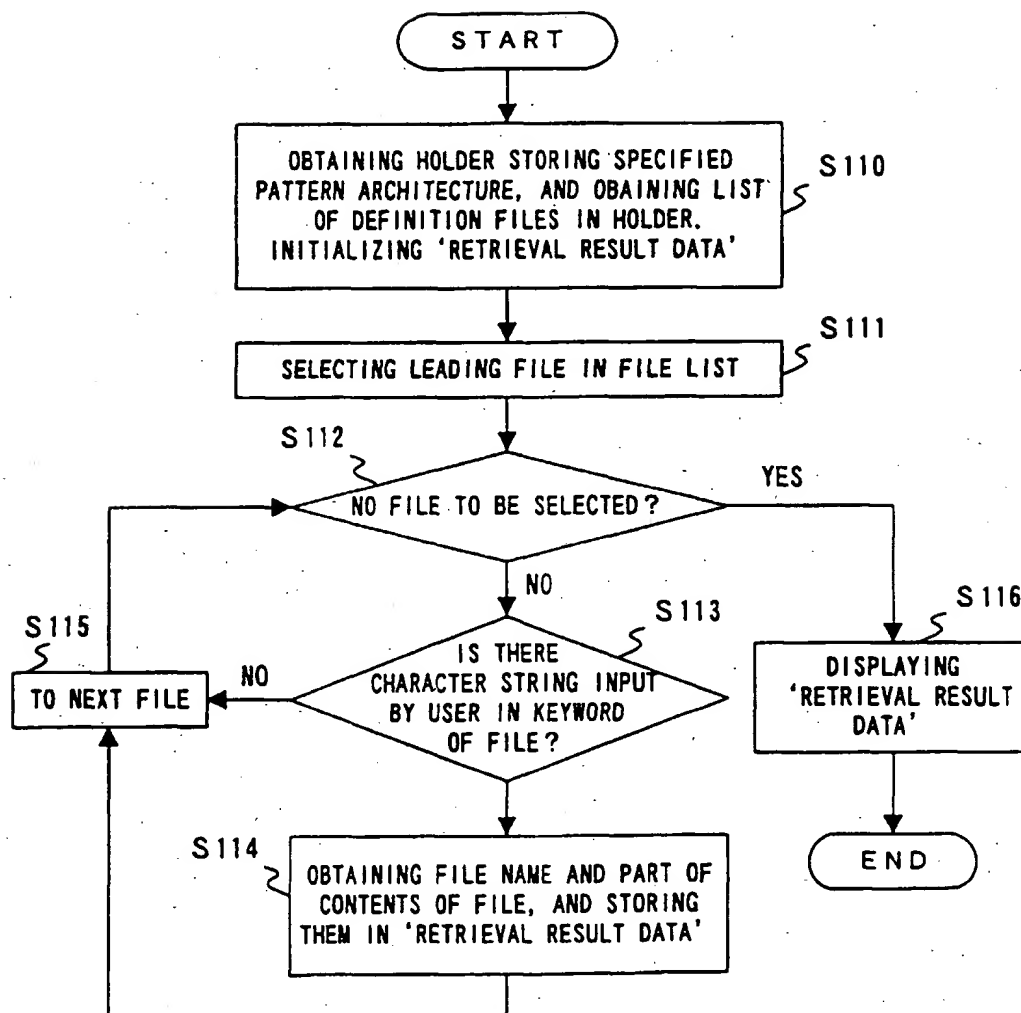 START
OBTAINING HOLDER STORING SPECIFIED
PATTERN ARCHITECTURE, AND OBAINING LIST
OF DEFINITION FILES IN HOLDER.
INITIALIZING 'RETRIEVAL RESULT DATA'
S110
SELECTING LEADING FILE IN FILE LIST
S111
S112
NO FILE TO BE SELECTED?
YES
NO
S113
IS THERE
CHARACTER STRING INPUT
BY USER IN KEYWORD
OF FILE?
NO
S115
TO NEXT FILE
S116
DISPLAYING
'RETRIEVAL RESULT
DATA'
S114
OBTAINING FILE NAME AND PART OF
CONTENTS OF FILE, AND STORING
THEM IN 'RETRIEVAL RESULT DATA'
END